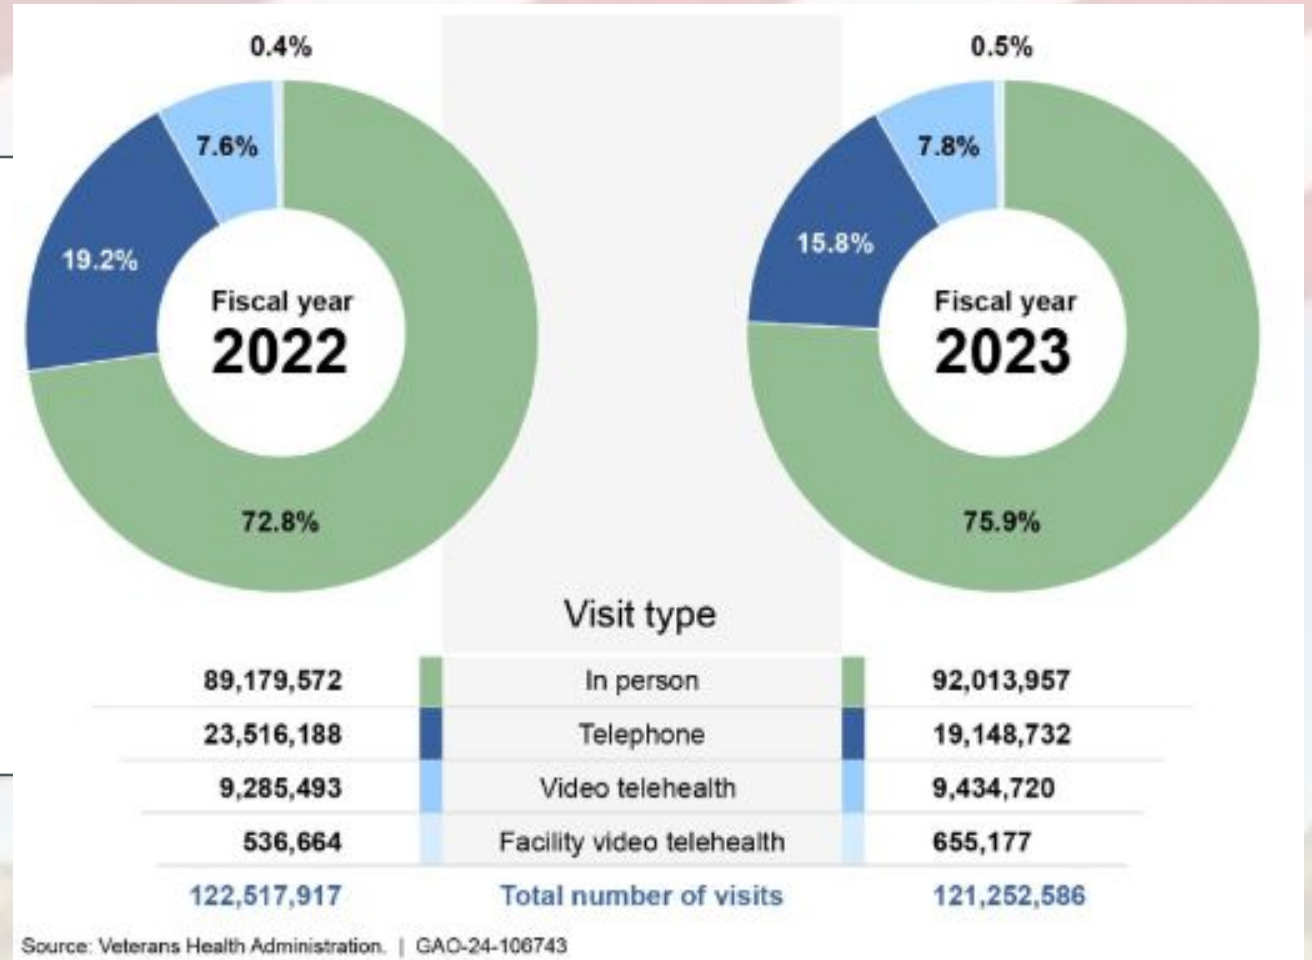 0.4%
0.5%
7.6%
7.8%
19.2%
15.8%
Fiscal year
2022
Fiscal year
2023
72.8%
75.9%
Visit type
89,179,572 In person 92,013,957
23,516,188 Telephone 19,148,732
9,285,493 Video telehealth 9,434,720
536,664 Facility video telehealth 655,177
122,517,917 Total number of visits 121,252,586
Source: Veterans Health Administration. | GAO-24-106743